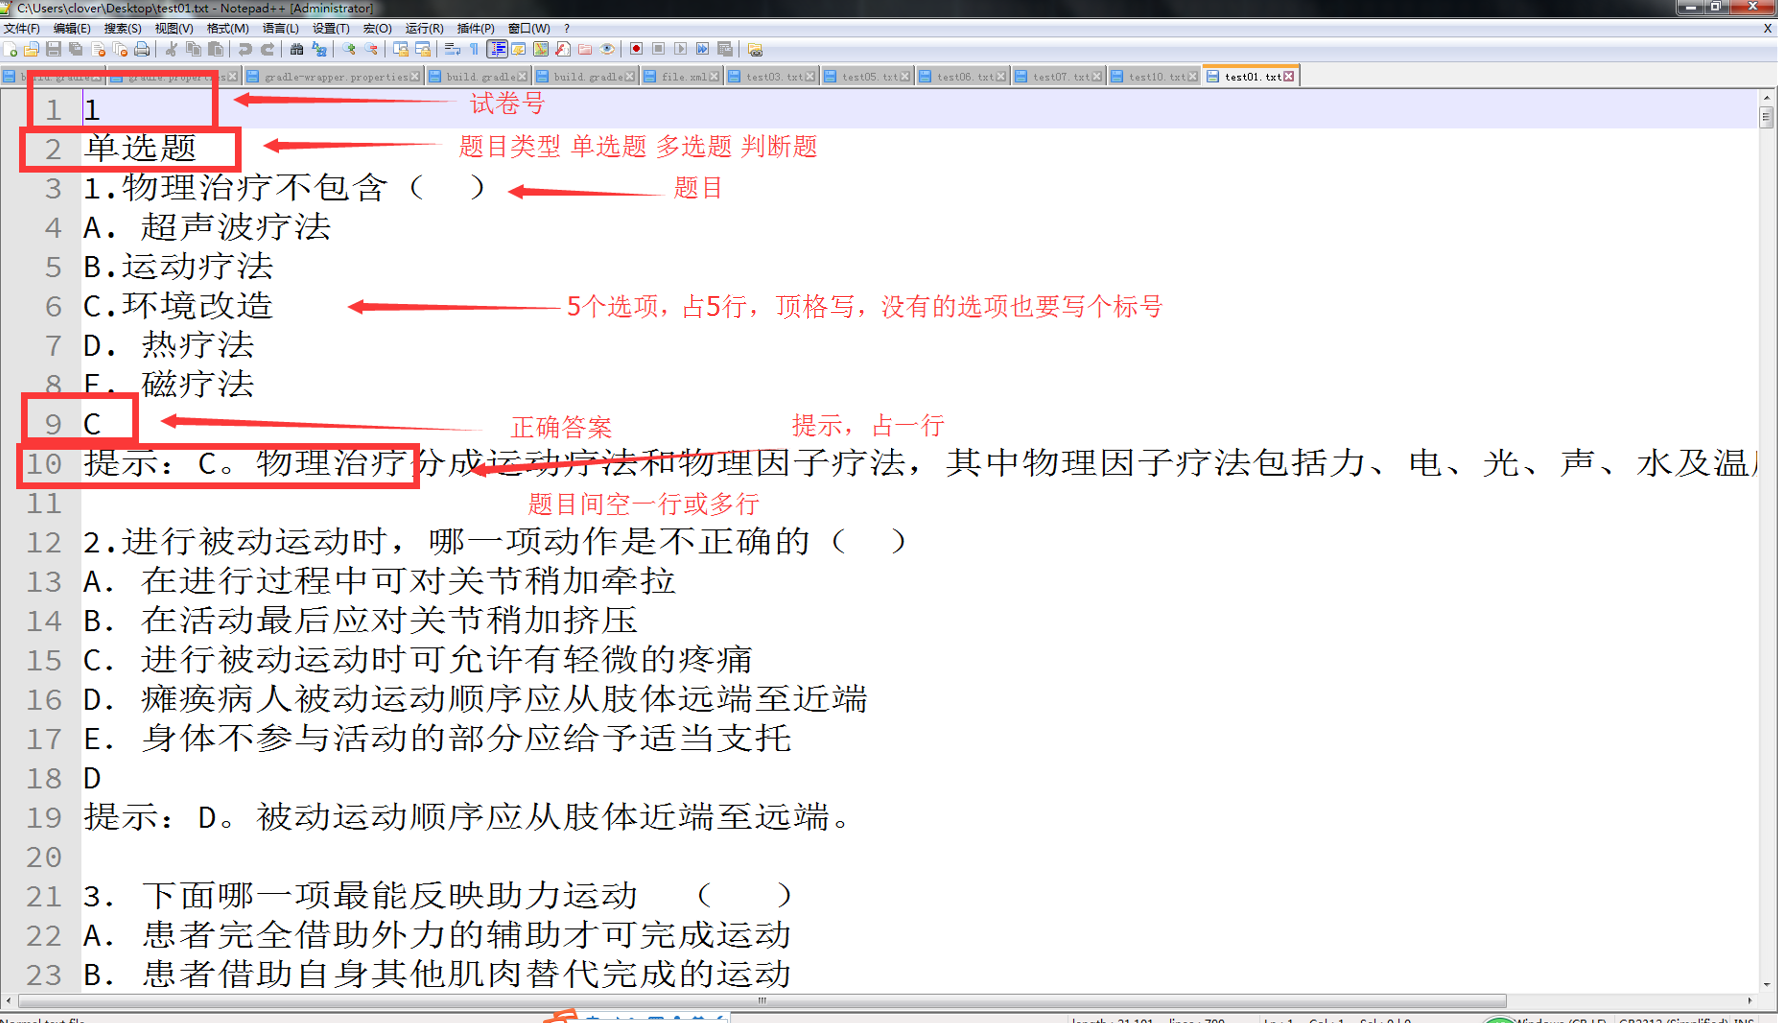 C:\Users\clover\Desktop\test01.txt - Notepad++ [Administrator]
文件(F) 编辑(E) 搜索(S) 视图(V) 格式(M) 语言(L) 设置(T) 宏(O) 运行(R) 插件(P) 窗口(W) ? X
build.gradle gradle.properties gradle-wrapper.properties build.gradle build.gradle file.xml test03.txt test05.txt test06.txt test07.txt test10.txt test01.txt
1 1 试卷号
2 单选题 题目类型 单选题 多选题 判断题
3 1.物理治疗不包含（ ） 题目
4 A. 超声波疗法
5 B.运动疗法
6 C.环境改造 5个选项，占5行，顶格写，没有的选项也要写个标号
7 D. 热疗法
8 E. 磁疗法
9 C 正确答案 提示，占一行
10 提示：C。物理治疗分成运动疗法和物理因子疗法，其中物理因子疗法包括力、电、光、声、水及温
11 题目间空一行或多行
12 2.进行被动运动时，哪一项动作是不正确的（ ）
13 A. 在进行过程中可对关节稍加牵拉
14 B. 在活动最后应对关节稍加挤压
15 C. 进行被动运动时可允许有轻微的疼痛
16 D. 瘫痪病人被动运动顺序应从肢体远端至近端
17 E. 身体不参与活动的部分应给予适当支托
18 D
19 提示：D。被动运动顺序应从肢体近端至远端。
20
21 3. 下面哪一项最能反映助力运动 （ ）
22 A. 患者完全借助外力的辅助才可完成运动
23 B. 患者借助自身其他肌肉替代完成的运动